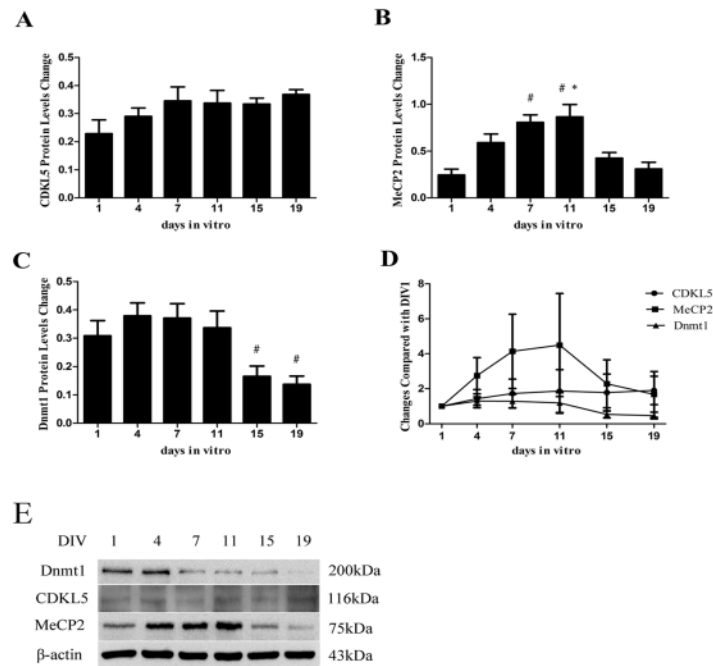 A
CDKL5 Protein Levels Change
0.4
0.3
0.2
0.1
0.0
1 4 7 11 15 19
days in vitro
B
MeCP2 Protein Levels Change
1.5
1.0
0.5
0.0
# # *
1 4 7 11 15 19
days in vitro
C
Dnmt1 Protein Levels Change
0.4
0.3
0.2
0.1
0.0
# #
1 4 7 11 15 19
days in vitro
D
Changes Compared with DIV1
8
6
4
2
0
1 4 7 11 15 19
days in vitro
CDKL5
MeCP2
Dnmt1
E
DIV 1 4 7 11 15 19
Dnmt1 200kDa
CDKL5 116kDa
MeCP2 75kDa
β-actin 43kDa